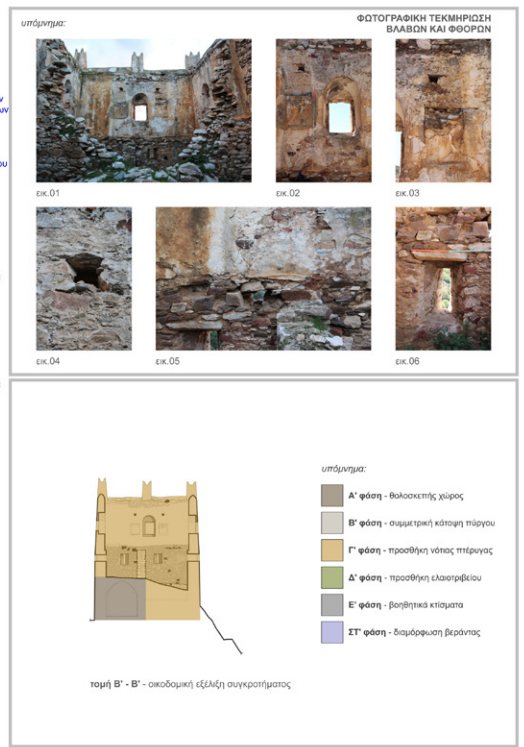 υπόμνημα:
ΦΩΤΟΓΡΑΦΙΚΗ ΤΕΚΜΗΡΙΩΣΗ
ΒΛΑΒΩΝ ΚΑΙ ΦΘΟΡΩΝ
εικ.01
εικ.02
εικ.03
εικ.04
εικ.05
εικ.06
υπόμνημα:
Α' φάση - θολοσκεπής χώρος
Β' φάση - συμμετρική κάτοψη πύργου
Γ' φάση - προσθήκη νότιας πτέρυγας
Δ' φάση - προσθήκη ελαιοτριβείου
Ε' φάση - βοηθητικά κτίσματα
ΣΤ' φάση - διαμόρφωση βεράντας
τομή Β' - Β' - οικοδομική εξέλιξη συγκροτήματος